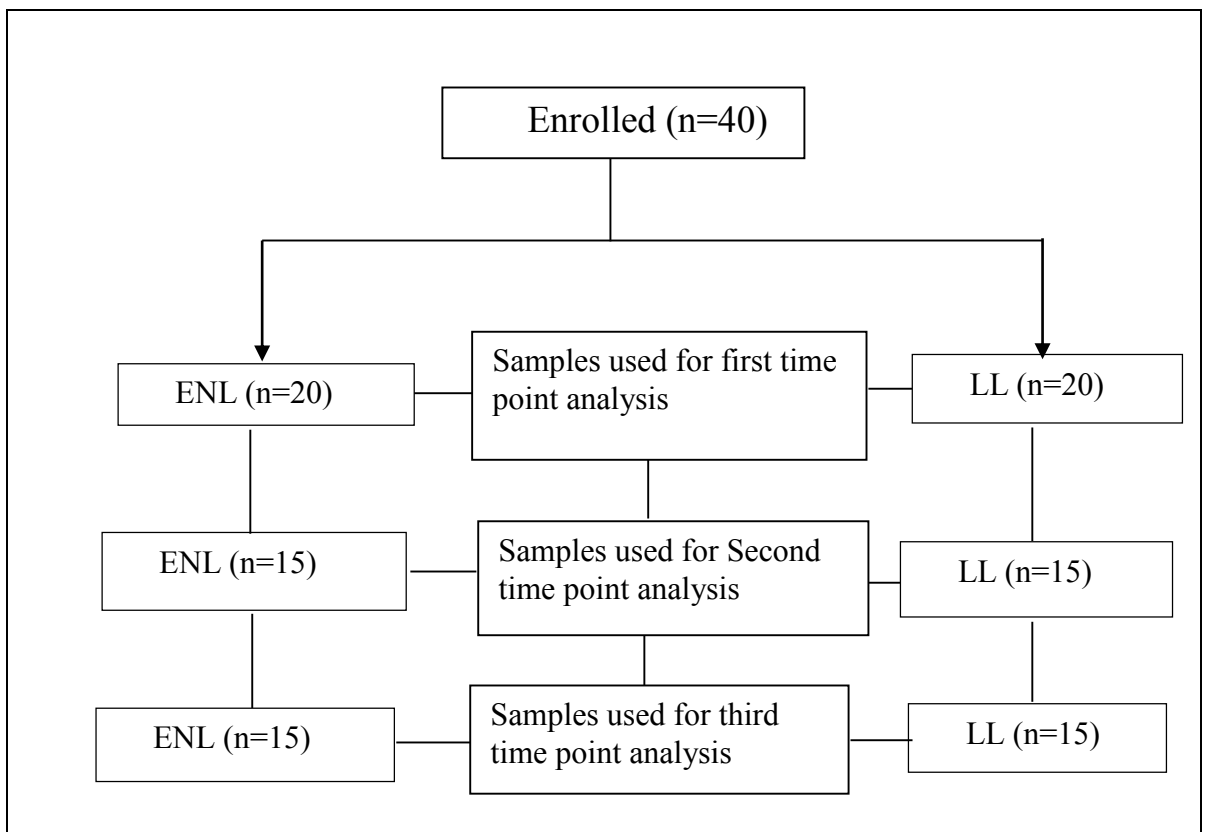 Enrolled (n=40)
ENL (n=20)
Samples used for first time
point analysis
LL (n=20)
ENL (n=15)
Samples used for Second
time point analysis
LL (n=15)
ENL (n=15)
Samples used for third
time point analysis
LL (n=15)